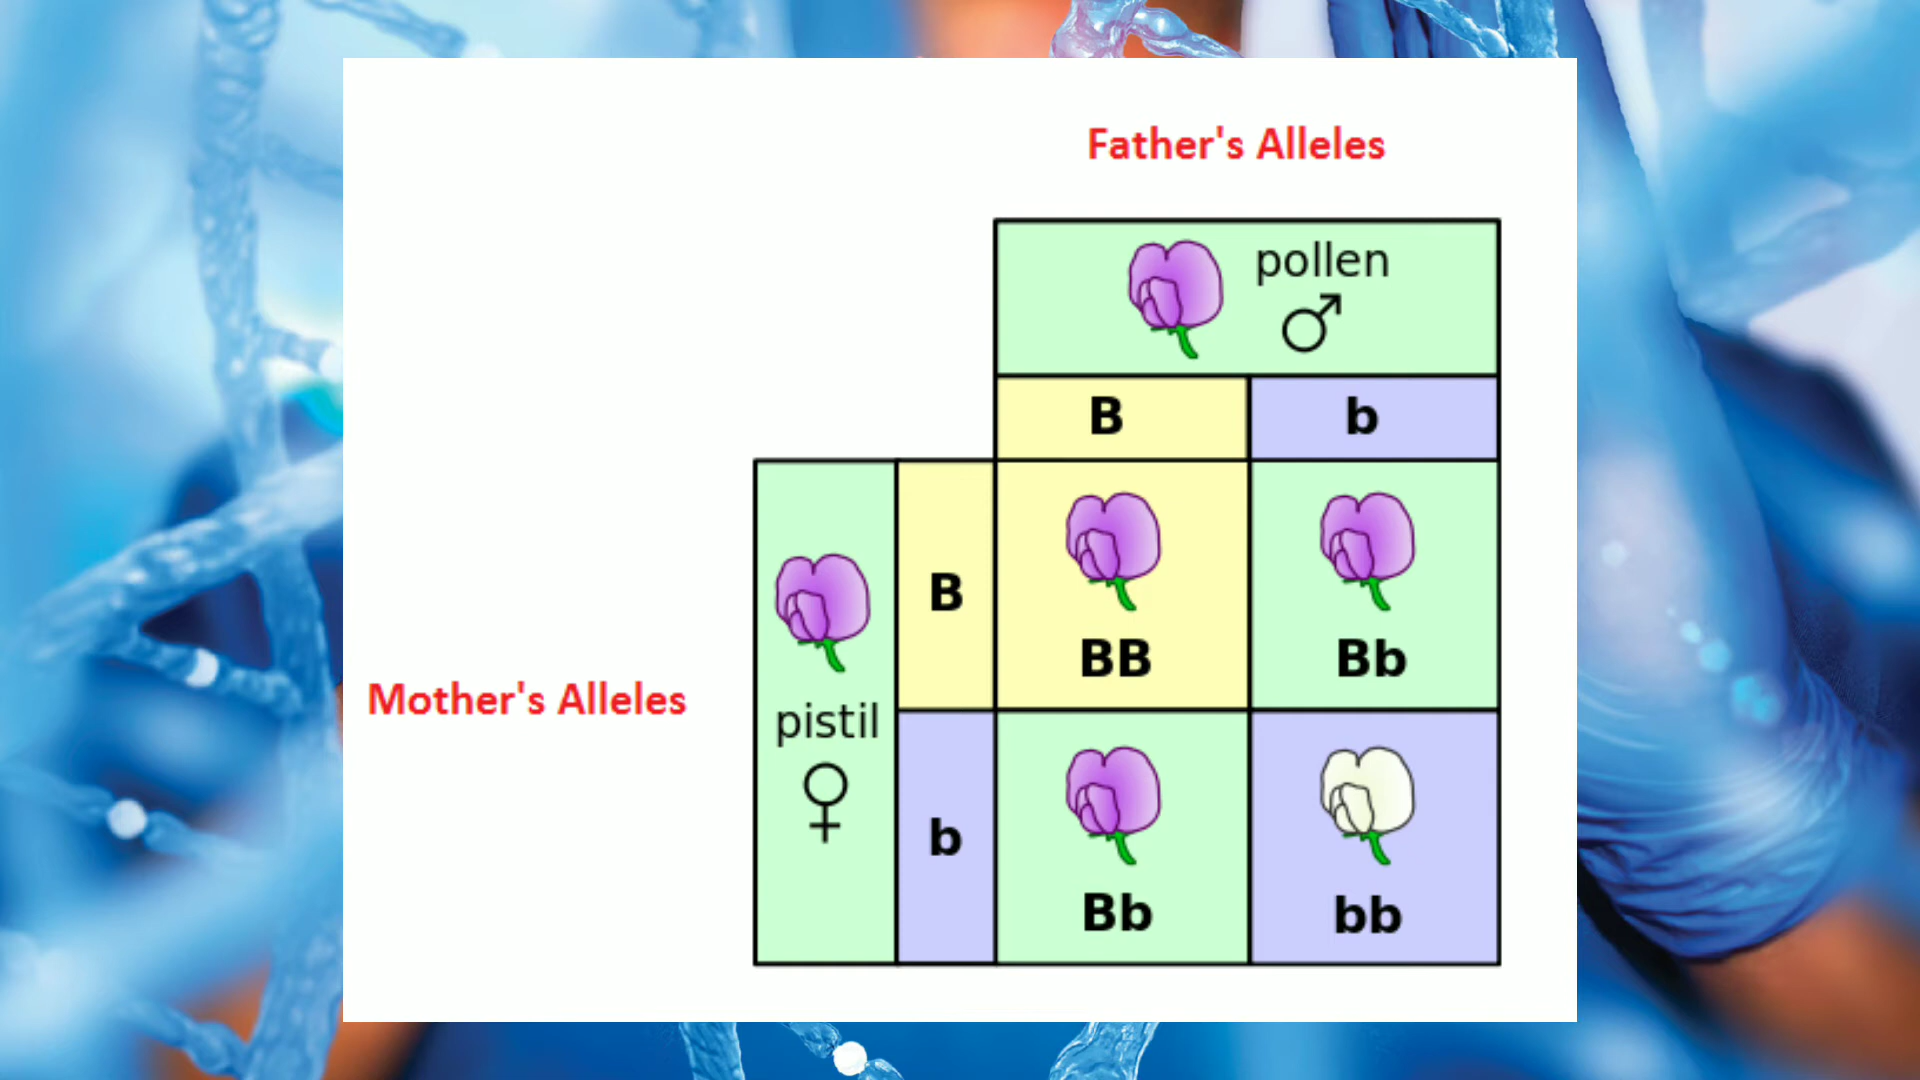 Father's Alleles
pollen
♂
B b
B
BB Bb
Mother's Alleles
pistil
♀
b
Bb bb